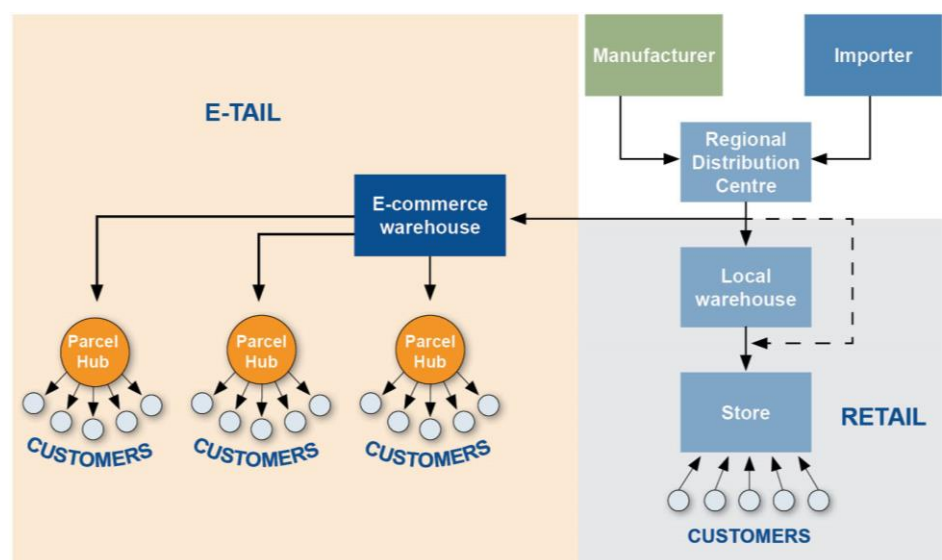 Manufacturer
Importer
E-TAIL
Regional
Distribution
Centre
E-commerce
warehouse
Local
warehouse
Parcel
Hub
Parcel
Hub
Parcel
Hub
Store
RETAIL
CUSTOMERS
CUSTOMERS
CUSTOMERS
CUSTOMERS